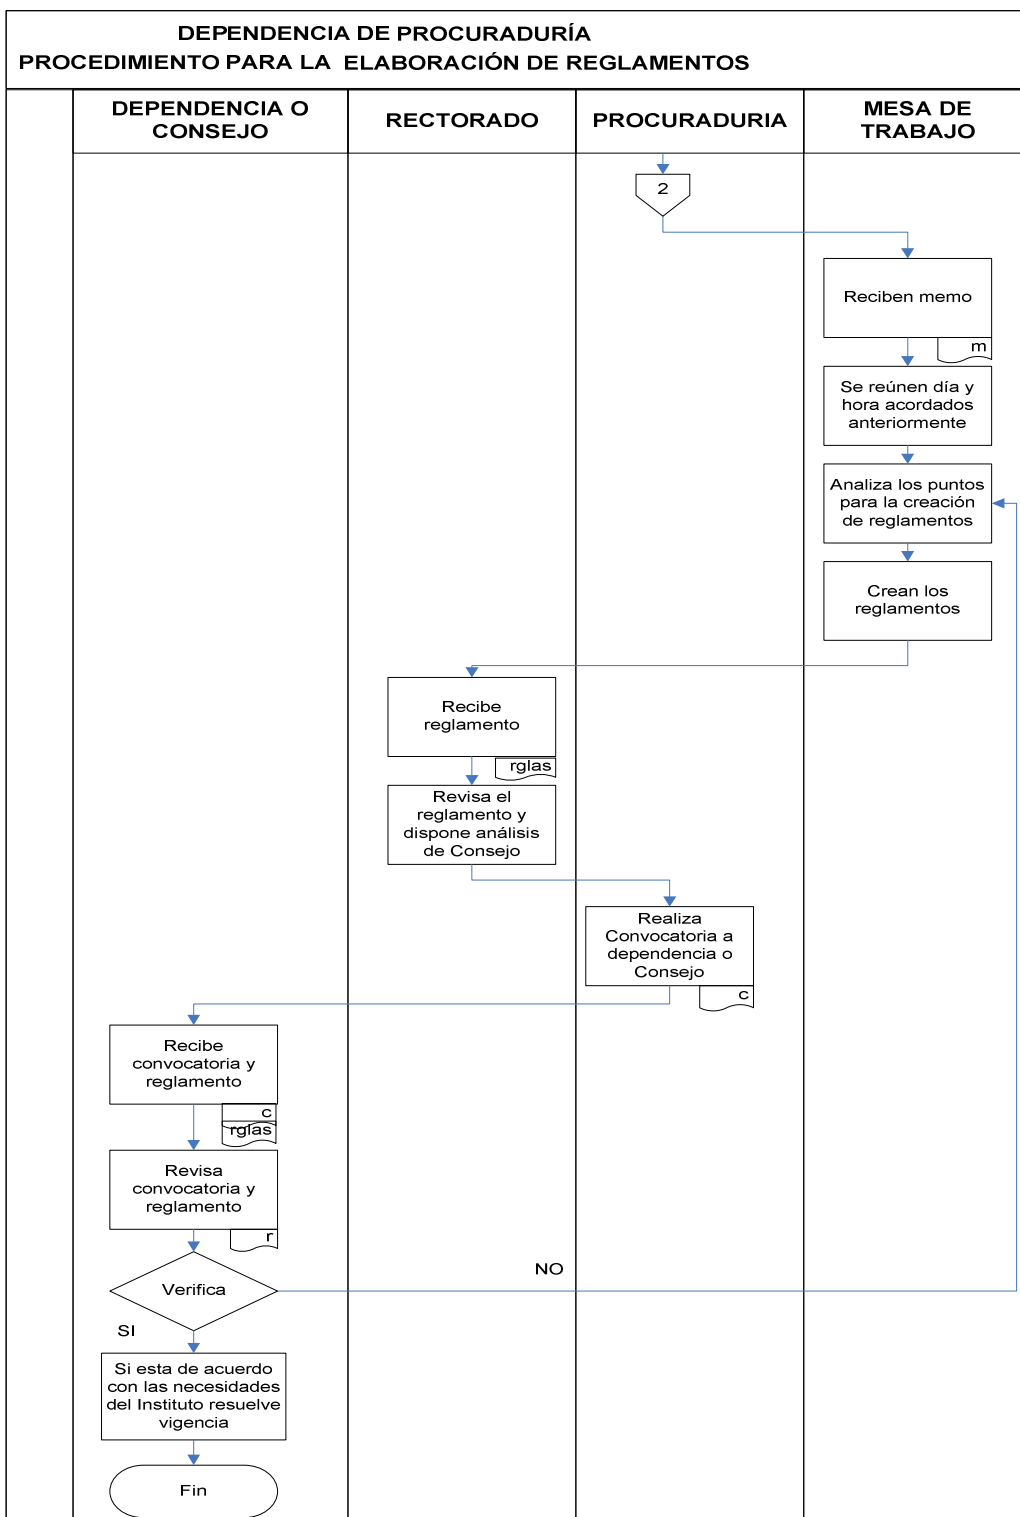 DEPENDENCIA DE PROCURADURÍA
PROCEDIMIENTO PARA LA ELABORACIÓN DE REGLAMENTOS
DEPENDENCIA O
CONSEJO
RECTORADO
PROCURADURIA
MESA DE
TRABAJO
2
Reciben memo
m
Se reúnen día y
hora acordados
anteriormente
Analiza los puntos
para la creación
de reglamentos
Crean los
reglamentos
Recibe
reglamento
rglas
Revisa el
reglamento y
dispone análisis
de Consejo
Realiza
Convocatoria a
dependencia o
Consejo
c
Recibe
convocatoria y
reglamento
c
rglas
Revisa
convocatoria y
reglamento
r
Verifica
NO
SI
Si esta de acuerdo
con las necesidades
del Instituto resuelve
vigencia
Fin